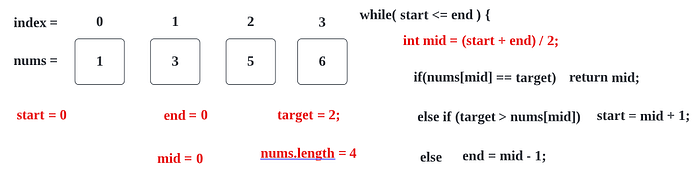 index = 0 1 2 3
nums = 1 3 5 6
start = 0 end = 0 target = 2;
mid = 0 nums.length = 4
while( start <= end ) {
int mid = (start + end) / 2;
if(nums[mid] == target) return mid;
else if (target > nums[mid]) start = mid + 1;
else end = mid - 1;